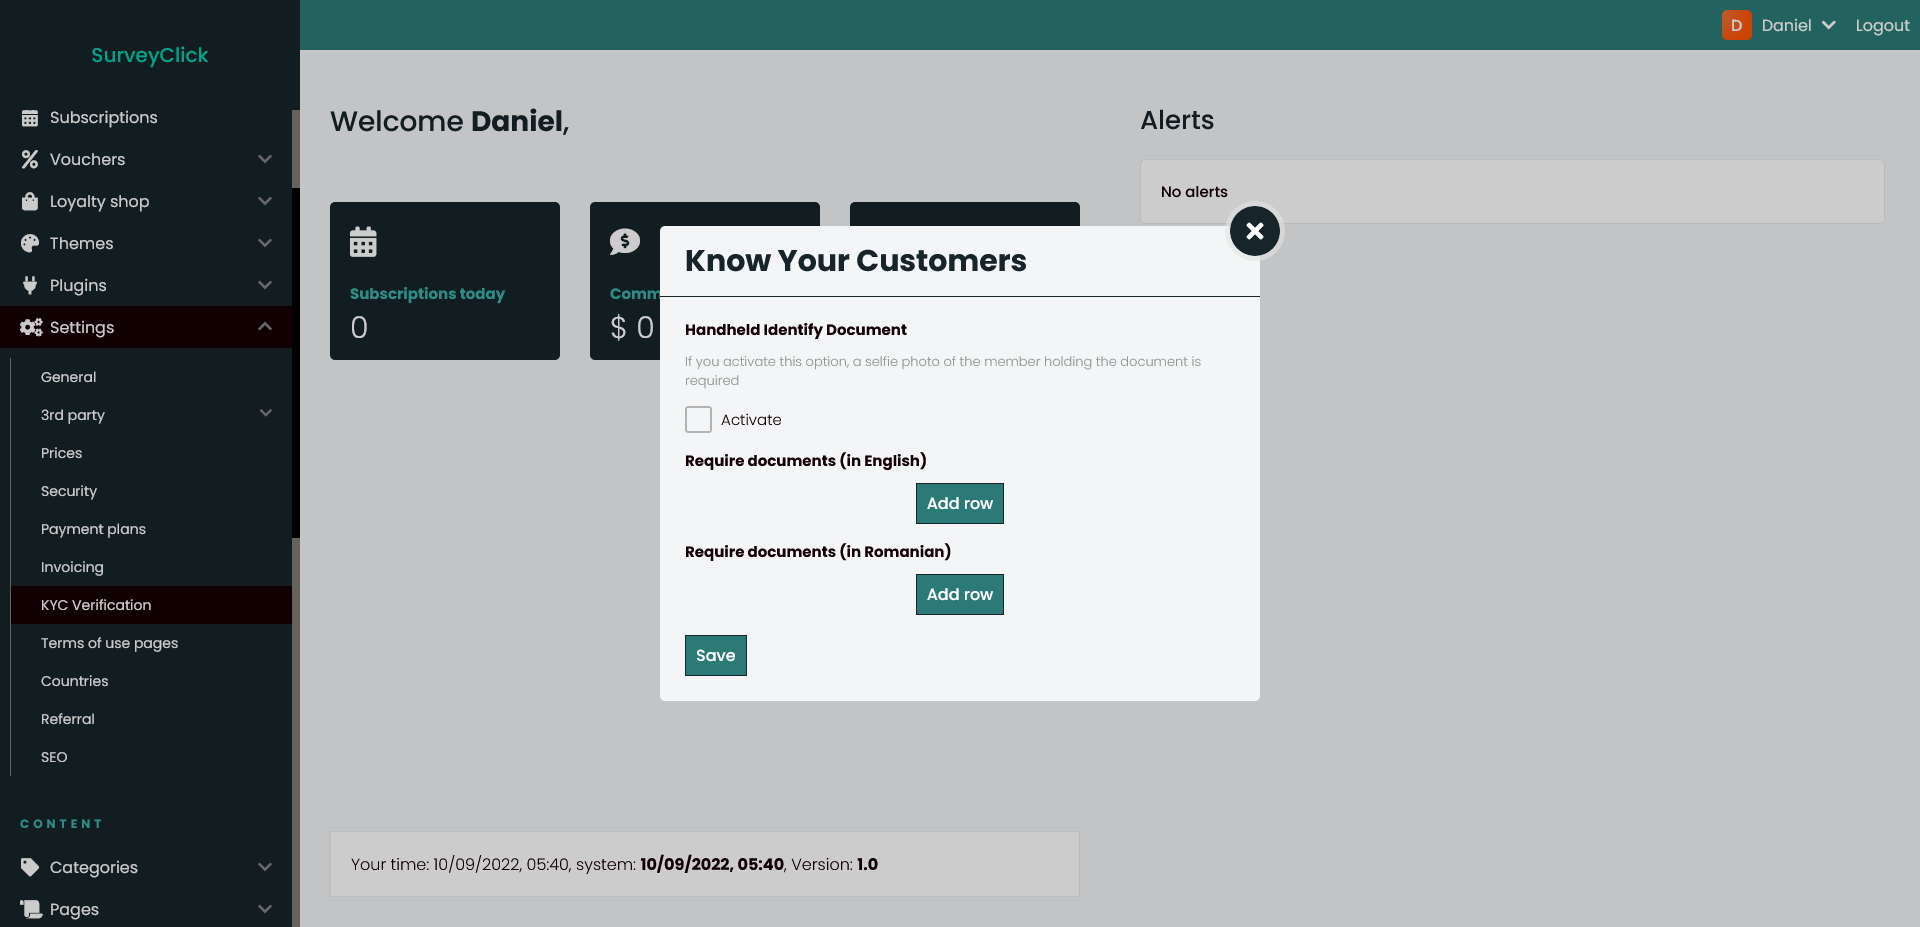 SurveyClick
Subscriptions
Vouchers
Loyalty shop
Themes
Plugins
Settings
General
3rd party
Prices
Security
Payment plans
Invoicing
KYC Verification
Terms of use pages
Countries
Referral
SEO
CONTENT
Categories
Pages
D Daniel Logout
Welcome Daniel,
Subscriptions today
0
Comm
$ 0
Alerts
No alerts
Know Your Customers
Handheld Identify Document
If you activate this option, a selfie photo of the member holding the document is
required
Activate
Require documents (in English)
Add row
Require documents (in Romanian)
Add row
Save
Your time: 10/09/2022, 05:40, system: 10/09/2022, 05:40, Version: 1.0